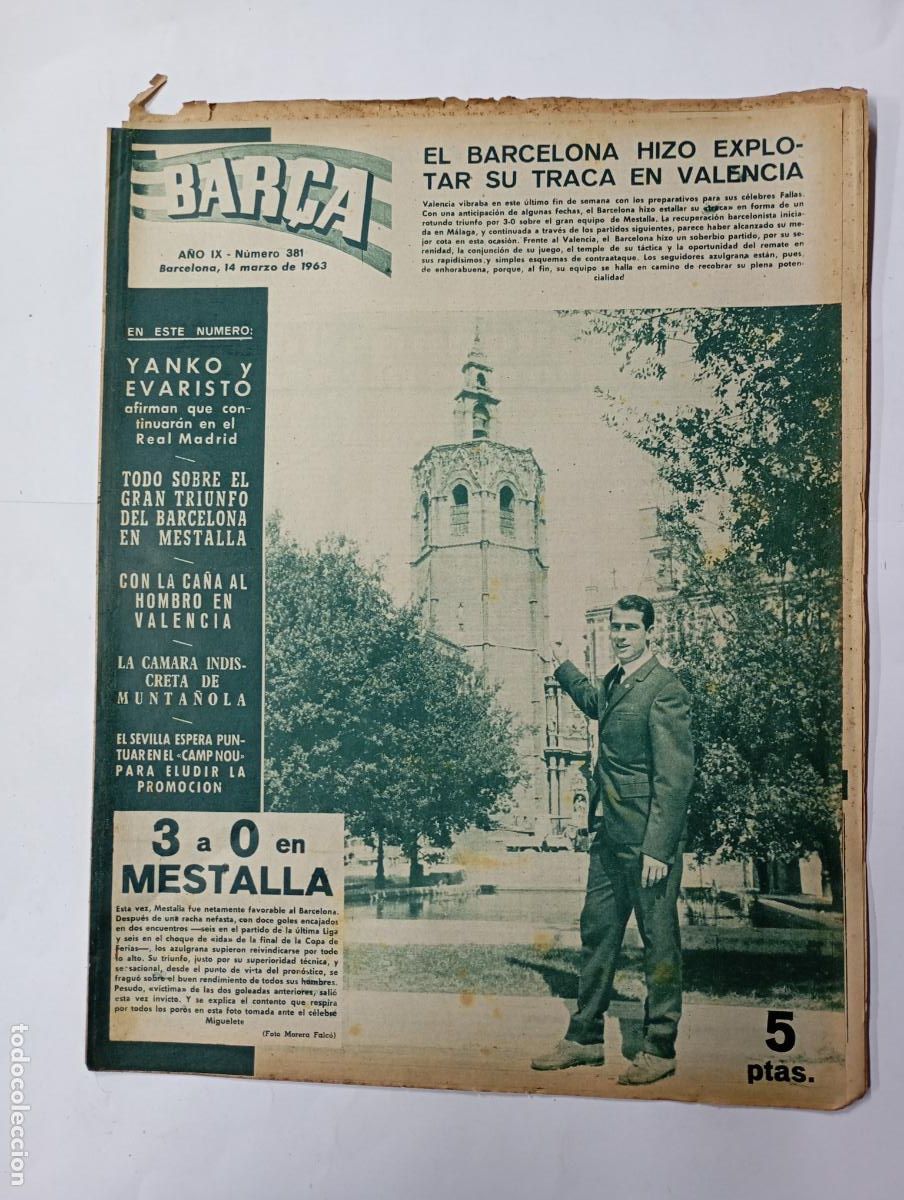 BARÇA
AÑO IX - Número 381
Barcelona, 14 marzo de 1963
EL BARCELONA HIZO EXPLO-
TAR SU TRACA EN VALENCIA
Valencia vibraba en este último fin de semana con los preparativos para sus célebres Fallas.
Con una anticipación de algunas fechas, el Barcelona hizo estallar su «traca» en forma de un
rotundo triunfo por 3-0 sobre el gran equipo de Mestalla. La recuperación barcelonista inicia-
da en Málaga, y continuada a través de los partidos siguientes, parece haber alcanzado su me-
jor cota en esta ocasión. Frente al Valencia, el Barcelona hizo un soberbio partido, por su se-
renidad, la conjunción de su juego, el temple de su táctica y la oportunidad del remate en
sus rapidísimos y simples esquemas de contraataque. Los seguidores azulgrana están, pues,
de enhorabuena, porque, al fin, su equipo se halla en camino de recobrar su plena poten-
cialidad
EN ESTE NUMERO:
YANKO y
EVARISTO
afirman que con-
tinuarán en el
Real Madrid
TODO SOBRE EL
GRAN TRIUNFO
DEL BARCELONA
EN MESTALLA
CON LA CAÑA AL
HOMBRO EN
VALENCIA
LA CAMARA INDIS-
CRETA DE
MUNTAÑOLA
EL SEVILLA ESPERA PUN-
TUAR EN EL «CAMP NOU»
PARA ELUDIR LA
PROMOCION
3 a 0 en
MESTALLA
Esta vez, Mestalla fue netamente favorable al Barcelona.
Después de una racha nefasta, con doce goles encajados
en dos encuentros —seis en el partido de la última Liga
y seis en el choque de «ida» de la final de la Copa de
Ferias—, los azulgrana supieron reivindicarse por todo
lo alto. Su triunfo, justo por su superioridad técnica, y
sensacional, desde el punto de vista del pronóstico, se
fraguó sobre el buen rendimiento de todos sus hombres.
Pesudo, «víctima» de las dos goleadas anteriores, salió
esta vez invicto. Y se explica el contento que respira
por todos los poros en esta foto tomada ante el célebre
Miguelete
(Foto Morera Falcó)
5
ptas.
todocoleccion.net